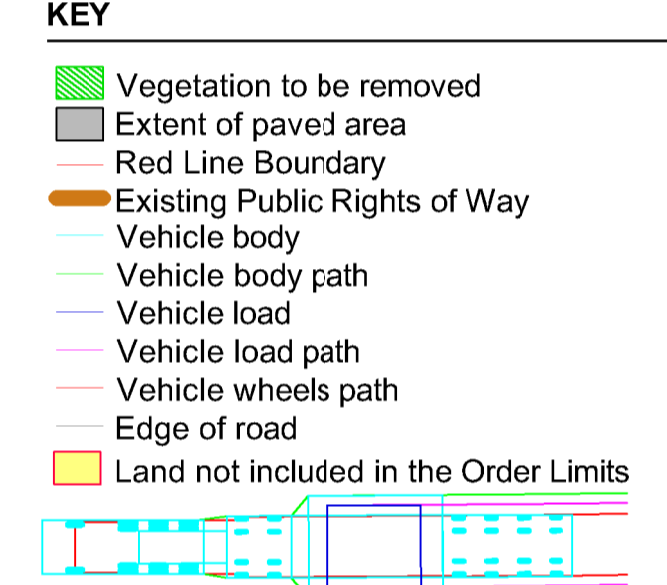 KEY
Vegetation to be removed
Extent of paved area
Red Line Boundary
Existing Public Rights of Way
Vehicle body
Vehicle body path
Vehicle load
Vehicle load path
Vehicle wheels path
Edge of road
Land not included in the Order Limits